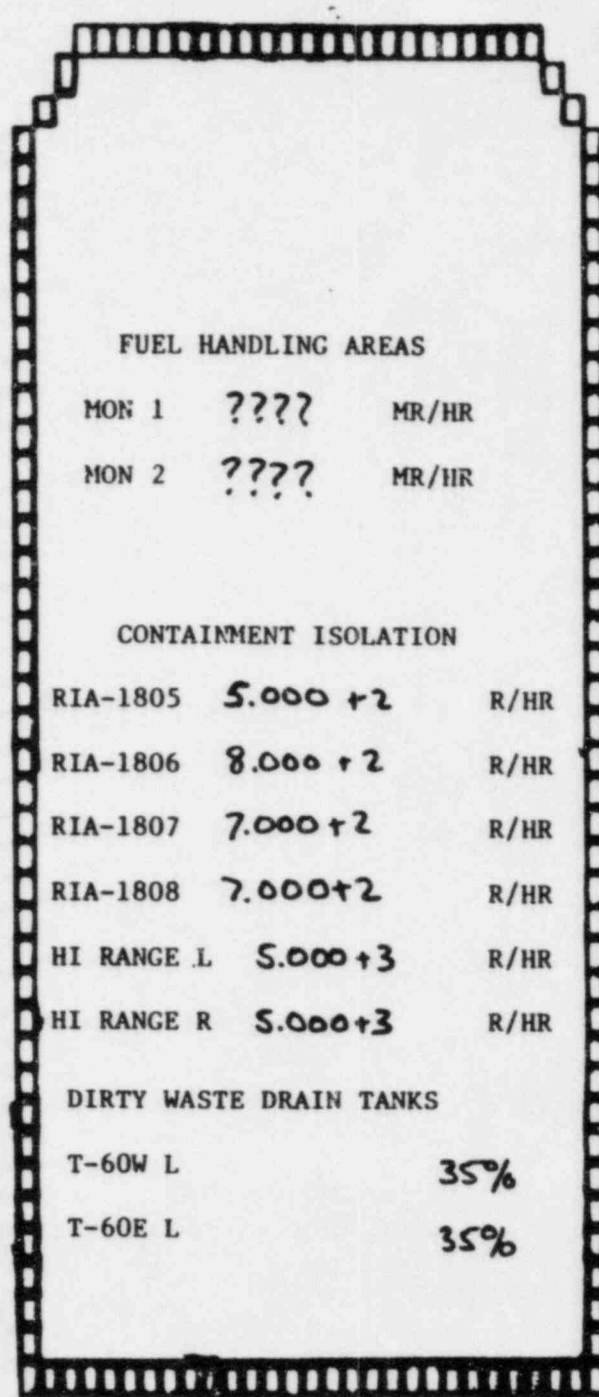 FUEL HANDLING AREAS
MON 1 ???? MR/HR
MON 2 ???? MR/HR
CONTAINMENT ISOLATION
RIA-1805 5.000 +2 R/HR
RIA-1806 8.000 +2 R/HR
RIA-1807 7.000 +2 R/HR
RIA-1808 7.000+2 R/HR
HI RANGE L 5.000+3 R/HR
HI RANGE R 5.000+3 R/HR
DIRTY WASTE DRAIN TANKS
T-60W L 35%
T-60E L 35%